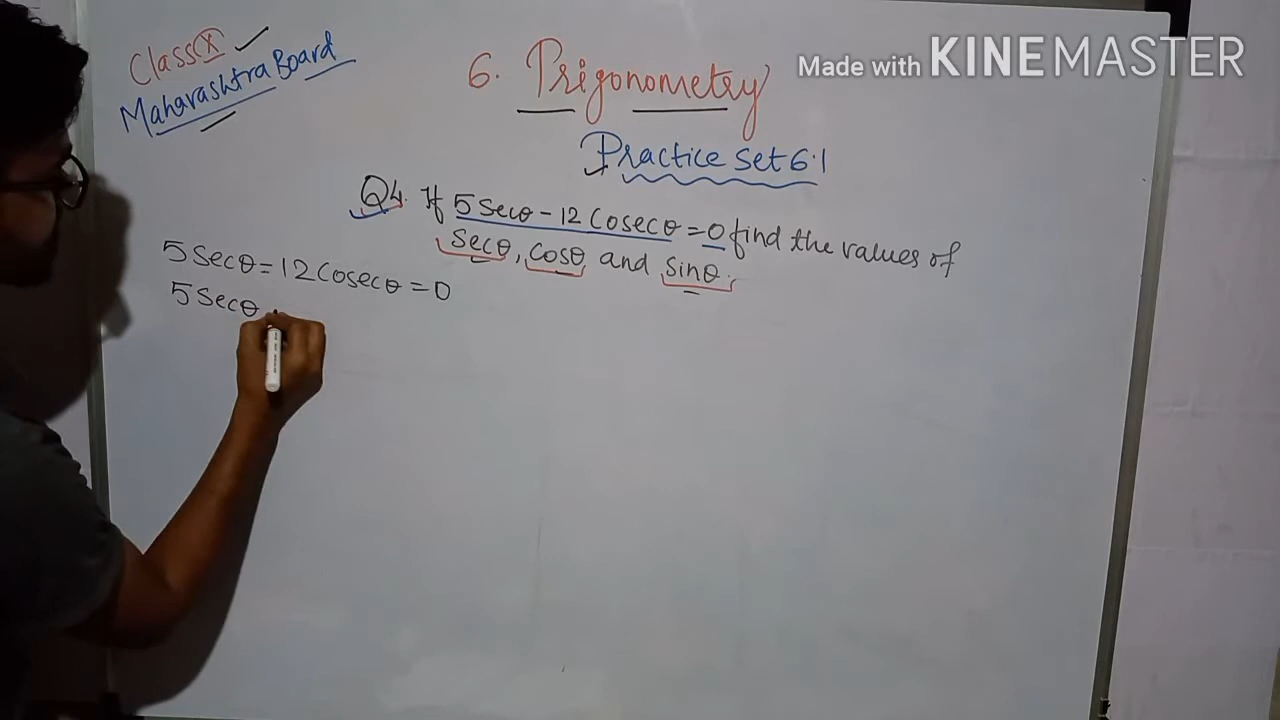 Class X
Maharashtra Board
Made with KINEMASTER
6. Trigonometry
Practice set 6.1
Q4. If 5 secθ - 12 cosecθ = 0 find the values of
secθ, cosθ and sinθ.
5 secθ = 12 cosecθ = 0
5 secθ